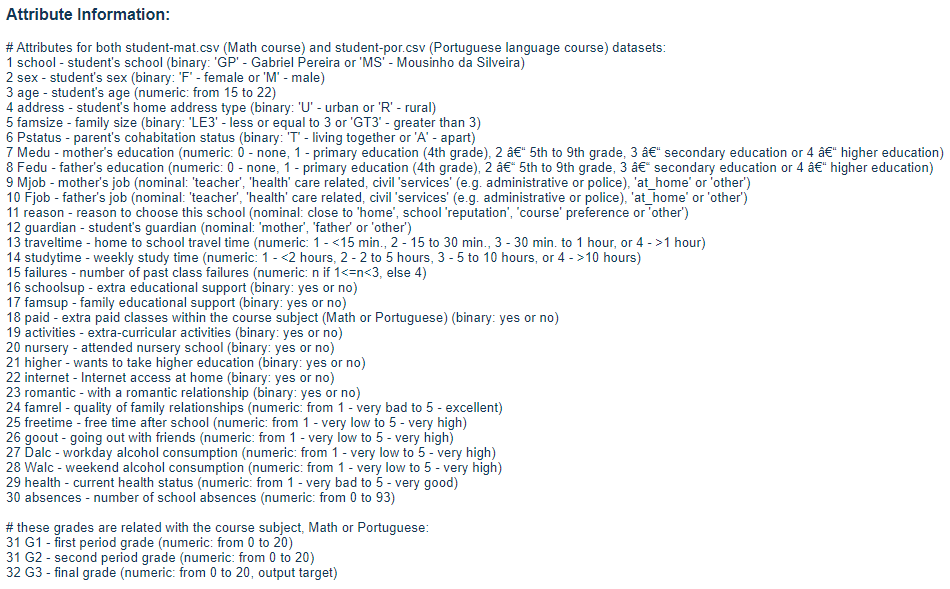 Attribute Information:
# Attributes for both student-mat.csv (Math course) and student-por.csv (Portuguese language course) datasets:
1 school - student's school (binary: 'GP' - Gabriel Pereira or 'MS' - Mousinho da Silveira)
2 sex - student's sex (binary: 'F' - female or 'M' - male)
3 age - student's age (numeric: from 15 to 22)
4 address - student's home address type (binary: 'U' - urban or 'R' - rural)
5 famsize - family size (binary: 'LE3' - less or equal to 3 or 'GT3' - greater than 3)
6 Pstatus - parent's cohabitation status (binary: 'T' - living together or 'A' - apart)
7 Medu - mother's education (numeric: 0 - none, 1 - primary education (4th grade), 2 â€“ 5th to 9th grade, 3 â€“ secondary education or 4 â€“ higher education)
8 Fedu - father's education (numeric: 0 - none, 1 - primary education (4th grade), 2 â€“ 5th to 9th grade, 3 â€“ secondary education or 4 â€“ higher education)
9 Mjob - mother's job (nominal: 'teacher', 'health' care related, civil 'services' (e.g. administrative or police), 'at_home' or 'other')
10 Fjob - father's job (nominal: 'teacher', 'health' care related, civil 'services' (e.g. administrative or police), 'at_home' or 'other')
11 reason - reason to choose this school (nominal: close to 'home', school 'reputation', 'course' preference or 'other')
12 guardian - student's guardian (nominal: 'mother', 'father' or 'other')
13 traveltime - home to school travel time (numeric: 1 - <15 min., 2 - 15 to 30 min., 3 - 30 min. to 1 hour, or 4 - >1 hour)
14 studytime - weekly study time (numeric: 1 - <2 hours, 2 - 2 to 5 hours, 3 - 5 to 10 hours, or 4 - >10 hours)
15 failures - number of past class failures (numeric: n if 1<=n<3, else 4)
16 schoolsup - extra educational support (binary: yes or no)
17 famsup - family educational support (binary: yes or no)
18 paid - extra paid classes within the course subject (Math or Portuguese) (binary: yes or no)
19 activities - extra-curricular activities (binary: yes or no)
20 nursery - attended nursery school (binary: yes or no)
21 higher - wants to take higher education (binary: yes or no)
22 internet - Internet access at home (binary: yes or no)
23 romantic - with a romantic relationship (binary: yes or no)
24 famrel - quality of family relationships (numeric: from 1 - very bad to 5 - excellent)
25 freetime - free time after school (numeric: from 1 - very low to 5 - very high)
26 goout - going out with friends (numeric: from 1 - very low to 5 - very high)
27 Dalc - workday alcohol consumption (numeric: from 1 - very low to 5 - very high)
28 Walc - weekend alcohol consumption (numeric: from 1 - very low to 5 - very high)
29 health - current health status (numeric: from 1 - very bad to 5 - very good)
30 absences - number of school absences (numeric: from 0 to 93)
# these grades are related with the course subject, Math or Portuguese:
31 G1 - first period grade (numeric: from 0 to 20)
31 G2 - second period grade (numeric: from 0 to 20)
32 G3 - final grade (numeric: from 0 to 20, output target)